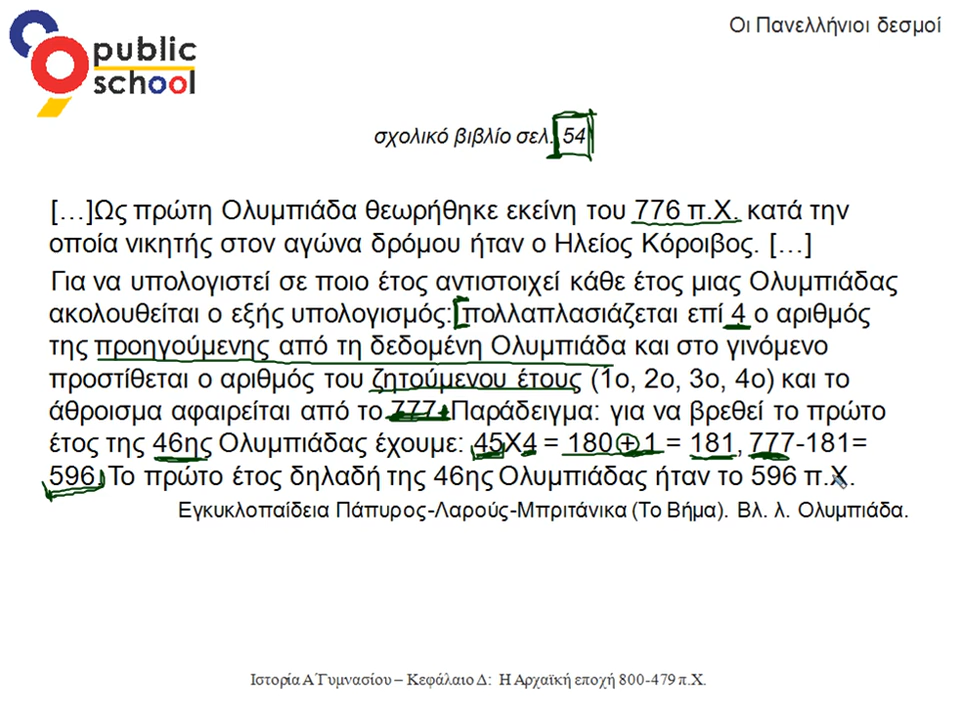 Οι Πανελλήνιοι δεσμοί
public
school
σχολικό βιβλίο σελ. 54
[…]Ως πρώτη Ολυμπιάδα θεωρήθηκε εκείνη του 776 π.Χ. κατά την
οποία νικητής στον αγώνα δρόμου ήταν ο Ηλείος Κόροιβος. […]
Για να υπολογιστεί σε ποιο έτος αντιστοιχεί κάθε έτος μιας Ολυμπιάδας
ακολουθείται ο εξής υπολογισμός: πολλαπλασιάζεται επί 4 ο αριθμός
της προηγούμενης από τη δεδομένη Ολυμπιάδα και στο γινόμενο
προστίθεται ο αριθμός του ζητούμενου έτους (1ο, 2ο, 3ο, 4ο) και το
άθροισμα αφαιρείται από το 777. Παράδειγμα: για να βρεθεί το πρώτο
έτος της 46ης Ολυμπιάδας έχουμε: 45Χ4 = 180 + 1 = 181, 777-181=
596. Το πρώτο έτος δηλαδή της 46ης Ολυμπιάδας ήταν το 596 π.Χ.
Εγκυκλοπαίδεια Πάπυρος-Λαρούς-Μπριτάνικα (Το Βήμα). Βλ. λ. Ολυμπιάδα.
Ιστορία Α΄Γυμνασίου – Κεφάλαιο Δ: Η Αρχαϊκή εποχή 800-479 π.Χ.